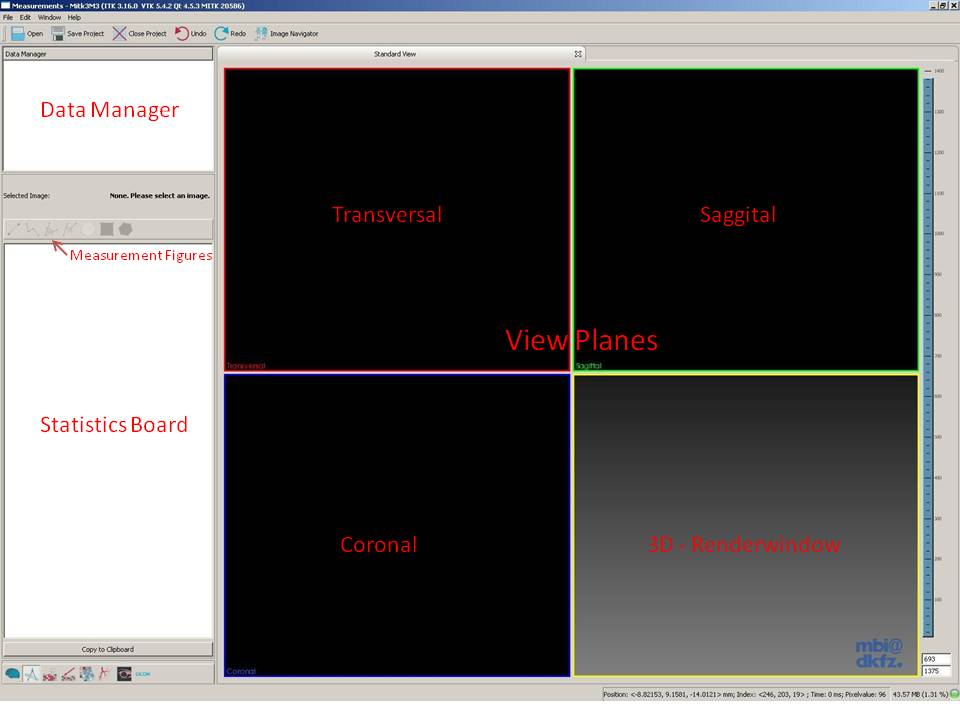 Measurements - Mitk3M3 (ITK 3.16.0 VTK 5.4.2 Qt 4.5.3 MITK 20586)
File Edit Window Help
Open Save Project Close Project Undo Redo Image Navigator
Data Manager
Standard View
Data Manager
Selected Image: None. Please select an image.
Measurement Figures
Statistics Board
Copy to Clipboard
DICOM
Transversal
Saggital
View Planes
Transversal
Sagittal
Coronal
3D - Renderwindow
Coronal
mbi@
dkfz.
1400
1300
1200
1100
1000
900
800
700
600
500
400
300
200
100
693
1375
Position: <-8.82153, 9.1581, -14.0121> mm; Index: <246, 203, 19> ; Time: 0 ms; Pixelvalue: 96 43.57 MB (1.31 %)